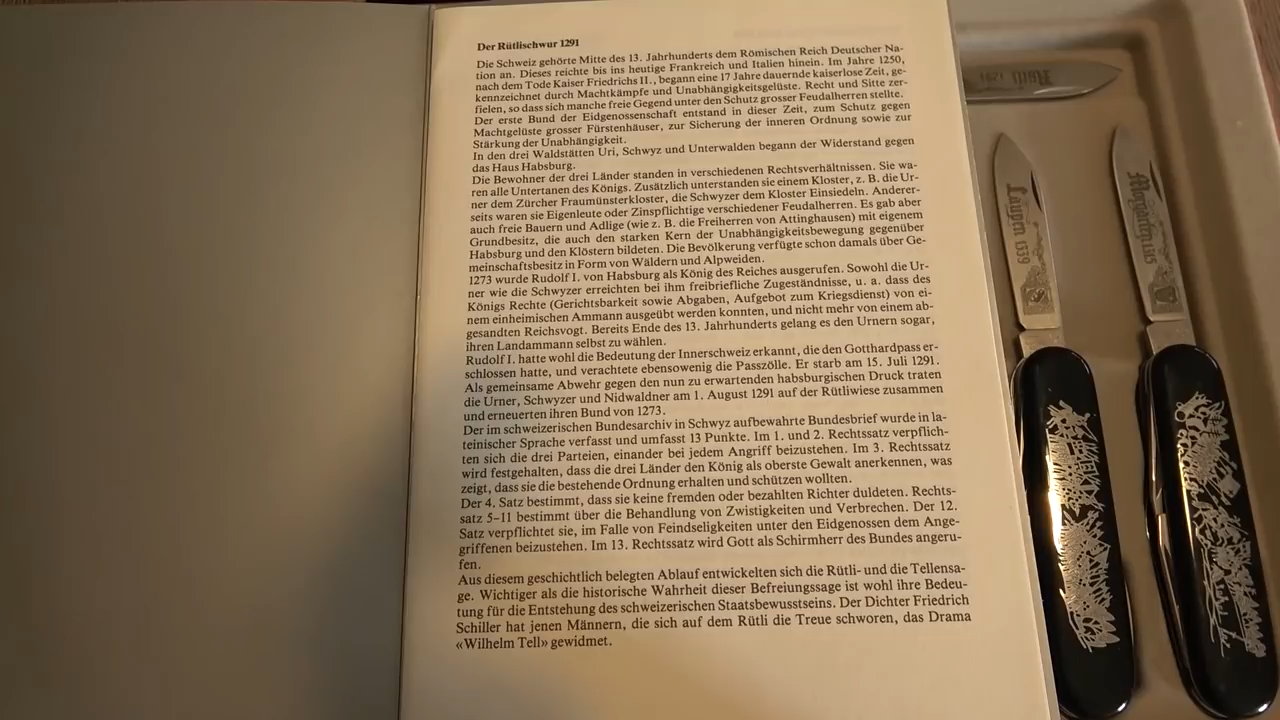 Der Rütlischwur 1291
Die Schweiz gehörte Mitte des 13. Jahrhunderts dem Römischen Reich Deutscher Na-
tion an. Dieses reichte bis ins heutige Frankreich und Italien hinein. Im Jahre 1250,
nach dem Tode Kaiser Friedrichs II., begann eine 17 Jahre dauernde kaiserlose Zeit, ge-
kennzeichnet durch Machtkämpfe und Unabhängigkeitsgelüste. Recht und Sitte zer-
fielen, so dass sich manche freie Gegend unter den Schutz grosser Feudalherren stellte.
Der erste Bund der Eidgenossenschaft entstand in dieser Zeit, zum Schutz gegen
Machtgelüste grosser Fürstenhäuser, zur Sicherung der inneren Ordnung sowie zur
Stärkung der Unabhängigkeit.
In den drei Waldstätten Uri, Schwyz und Unterwalden begann der Widerstand gegen
das Haus Habsburg.
Die Bewohner der drei Länder standen in verschiedenen Rechtsverhältnissen. Sie wa-
ren alle Untertanen des Königs. Zusätzlich unterstanden sie einem Kloster, z. B. die Ur-
ner dem Zürcher Fraumünsterkloster, die Schwyzer dem Kloster Einsiedeln. Anderer-
seits waren sie Eigenleute oder Zinspflichtige verschiedener Feudalherren. Es gab aber
auch freie Bauern und Adlige (wie z. B. die Freiherren von Attinghausen) mit eigenem
Grundbesitz, die auch den starken Kern der Unabhängigkeitsbewegung gegenüber
Habsburg und den Klöstern bildeten. Die Bevölkerung verfügte schon damals über Ge-
meinschaftsbesitz in Form von Wäldern und Alpweiden.
1273 wurde Rudolf I. von Habsburg als König des Reiches ausgerufen. Sowohl die Ur-
ner wie die Schwyzer erreichten bei ihm freibriefliche Zugeständnisse, u. a. dass des
Königs Rechte (Gerichtsbarkeit sowie Abgaben, Aufgebot zum Kriegsdienst) von ei-
nem einheimischen Ammann ausgeübt werden konnten, und nicht mehr von einem ab-
gesandten Reichsvogt. Bereits Ende des 13. Jahrhunderts gelang es den Urnern sogar,
ihren Landammann selbst zu wählen.
Rudolf I. hatte wohl die Bedeutung der Innerschweiz erkannt, die den Gotthardpass er-
schlossen hatte, und verachtete ebensowenig die Passzölle. Er starb am 15. Juli 1291.
Als gemeinsame Abwehr gegen den nun zu erwartenden habsburgischen Druck traten
die Urner, Schwyzer und Nidwaldner am 1. August 1291 auf der Rütliwiese zusammen
und erneuerten ihren Bund von 1273.
Der im schweizerischen Bundesarchiv in Schwyz aufbewahrte Bundesbrief wurde in la-
teinischer Sprache verfasst und umfasst 13 Punkte. Im 1. und 2. Rechtssatz verpflich-
ten sich die drei Parteien, einander bei jedem Angriff beizustehen. Im 3. Rechtssatz
wird festgehalten, dass die drei Länder den König als oberste Gewalt anerkennen, was
zeigt, dass sie die bestehende Ordnung erhalten und schützen wollten.
Der 4. Satz bestimmt, dass sie keine fremden oder bezahlten Richter duldeten. Rechts-
satz 5–11 bestimmt über die Behandlung von Zwistigkeiten und Verbrechen. Der 12.
Satz verpflichtet sie, im Falle von Feindseligkeiten unter den Eidgenossen dem Ange-
griffenen beizustehen. Im 13. Rechtssatz wird Gott als Schirmherr des Bundes angeru-
fen.
Aus diesem geschichtlich belegten Ablauf entwickelten sich die Rütli- und die Tellensa-
ge. Wichtiger als die historische Wahrheit dieser Befreiungssage ist wohl ihre Bedeu-
tung für die Entstehung des schweizerischen Staatsbewusstseins. Der Dichter Friedrich
Schiller hat jenen Männern, die sich auf dem Rütli die Treue schworen, das Drama
«Wilhelm Tell» gewidmet.
Rütli 1291
Laupen 1339
Morgarten 1315